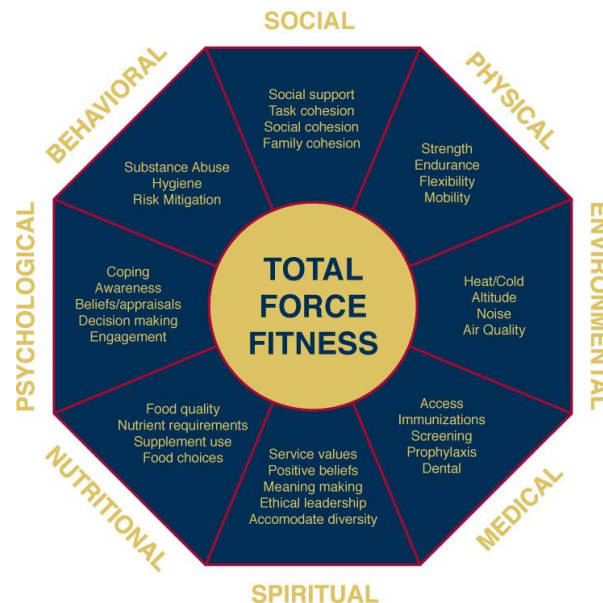 SOCIAL
Social support
Task cohesion
Social cohesion
Family cohesion
PHYSICAL
Strength
Endurance
Flexibility
Mobility
ENVIRONMENTAL
Heat/Cold
Altitude
Noise
Air Quality
MEDICAL
Access
Immunizations
Screening
Prophylaxis
Dental
SPIRITUAL
Service values
Positive beliefs
Meaning making
Ethical leadership
Accomodate diversity
NUTRITIONAL
Food quality
Nutrient requirements
Supplement use
Food choices
PSYCHOLOGICAL
Coping
Awareness
Beliefs/appraisals
Decision making
Engagement
BEHAVIORAL
Substance Abuse
Hygiene
Risk Mitigation
TOTAL
FORCE
FITNESS